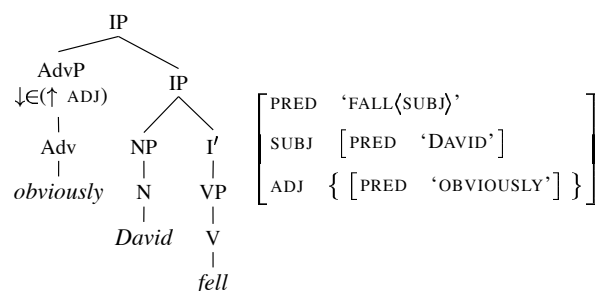 IP
AdvP IP
↓∈(↑ ADJ)
Adv NP I′
obviously N VP
David V
fell
PRED ‘FALL⟨SUBJ⟩’
SUBJ [PRED ‘DAVID’]
ADJ { [PRED ‘OBVIOUSLY’] }